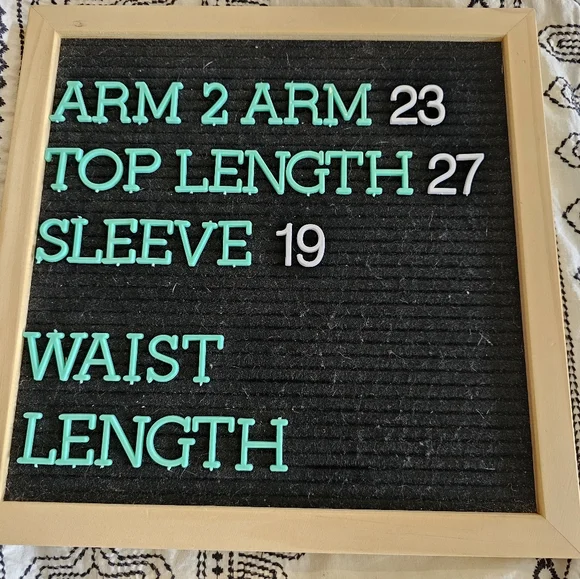 ARM 2 ARM 23
TOP LENGTH 27
SLEEVE 19
WAIST
LENGTH